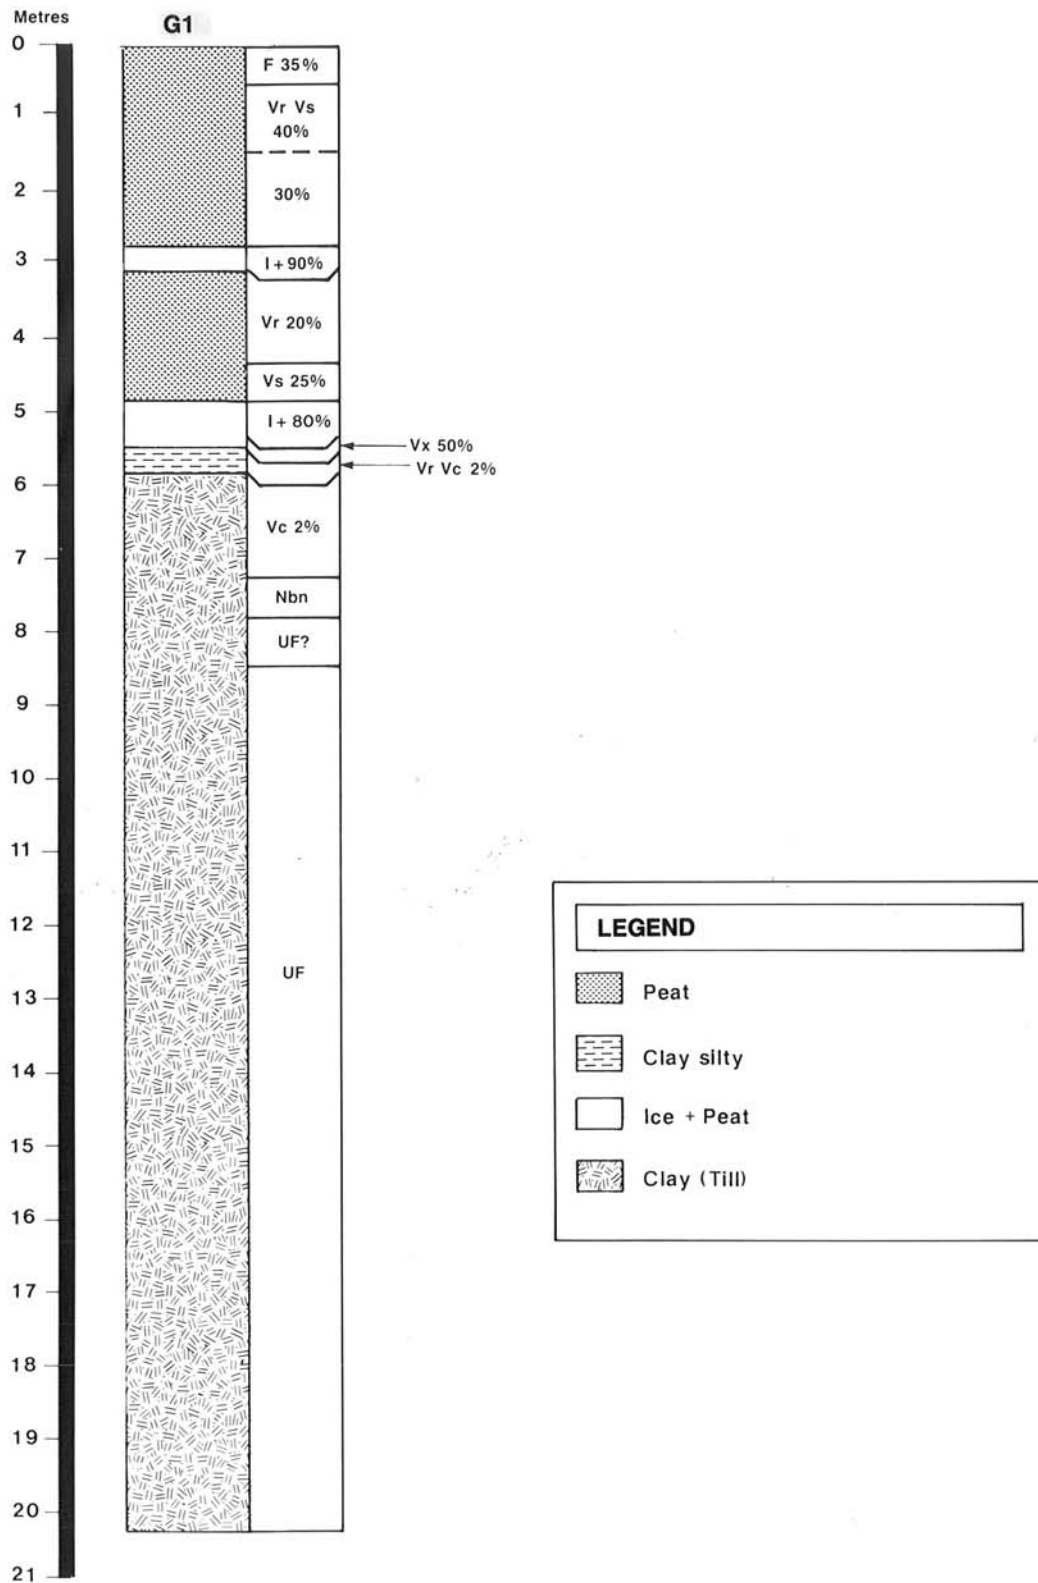 Metres
G1
0
1
2
3
4
5
6
7
8
9
10
11
12
13
14
15
16
17
18
19
20
21
F 35%
Vr Vs
40%
30%
I + 90%
Vr 20%
Vs 25%
I + 80%
Vx 50%
Vr Vc 2%
Vc 2%
Nbn
UF?
UF
LEGEND
Peat
Clay silty
Ice + Peat
Clay (Till)